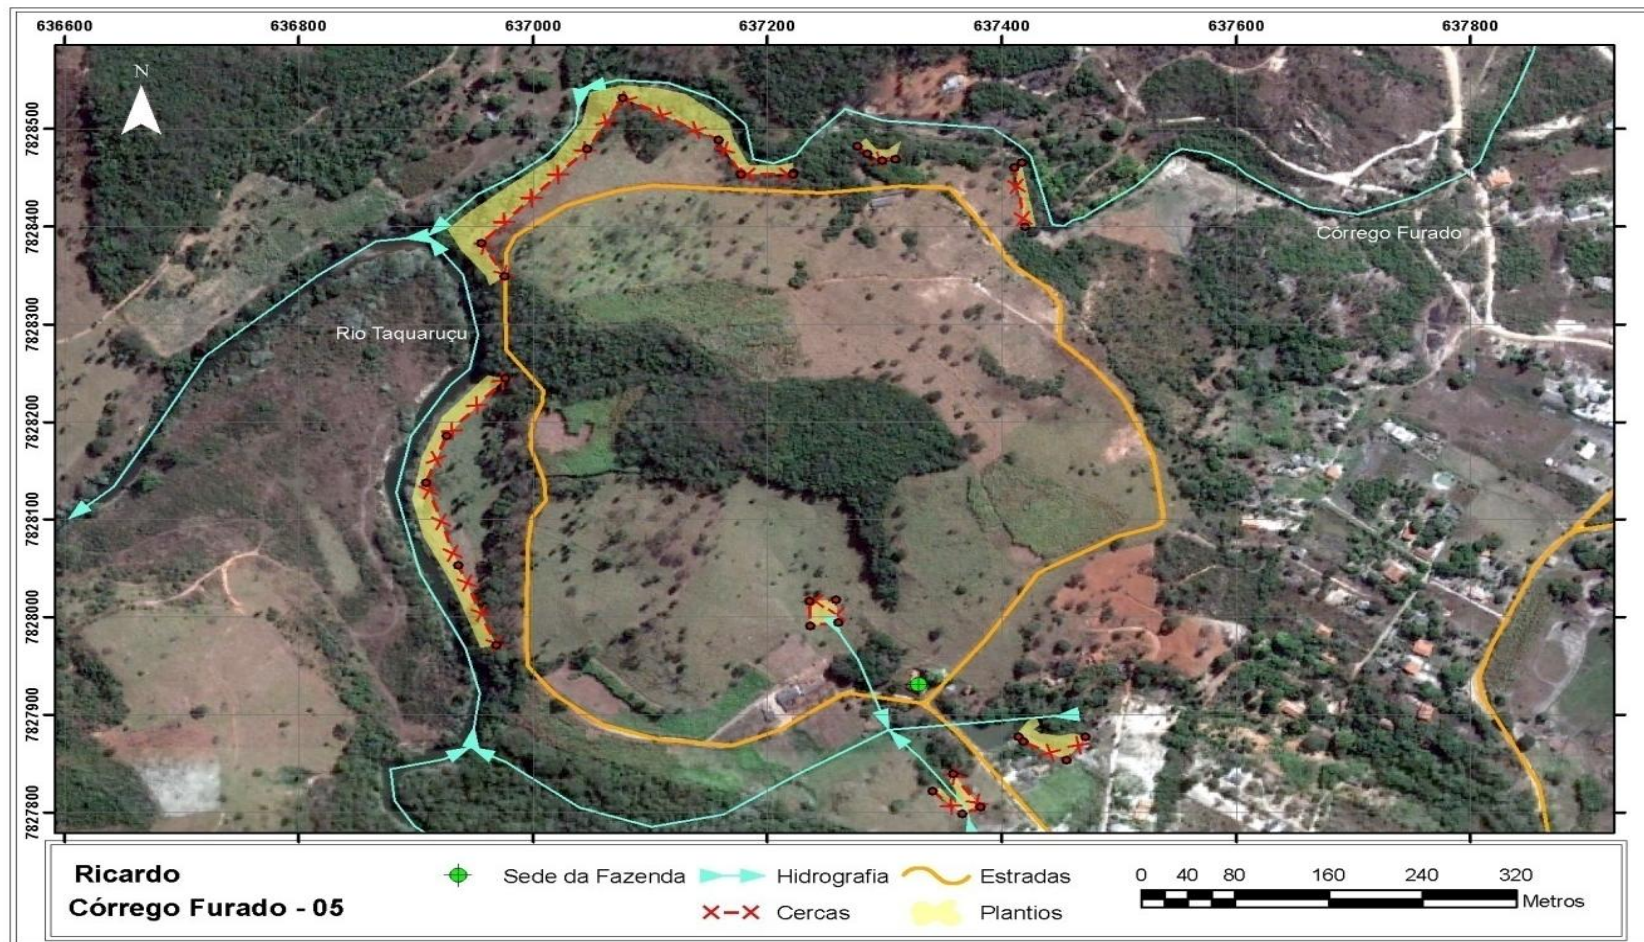 636600 636800 637000 637200 637400 637600 637800
N
7828500
7828400
Córrego Furado
7828300
Rio Taquaruçu
7828200
7828100
7828000
7827900
7827800
Ricardo
Córrego Furado - 05
Sede da Fazenda
Hidrografia
Estradas
Cercas
Plantios
0 40 80 160 240 320
Metros